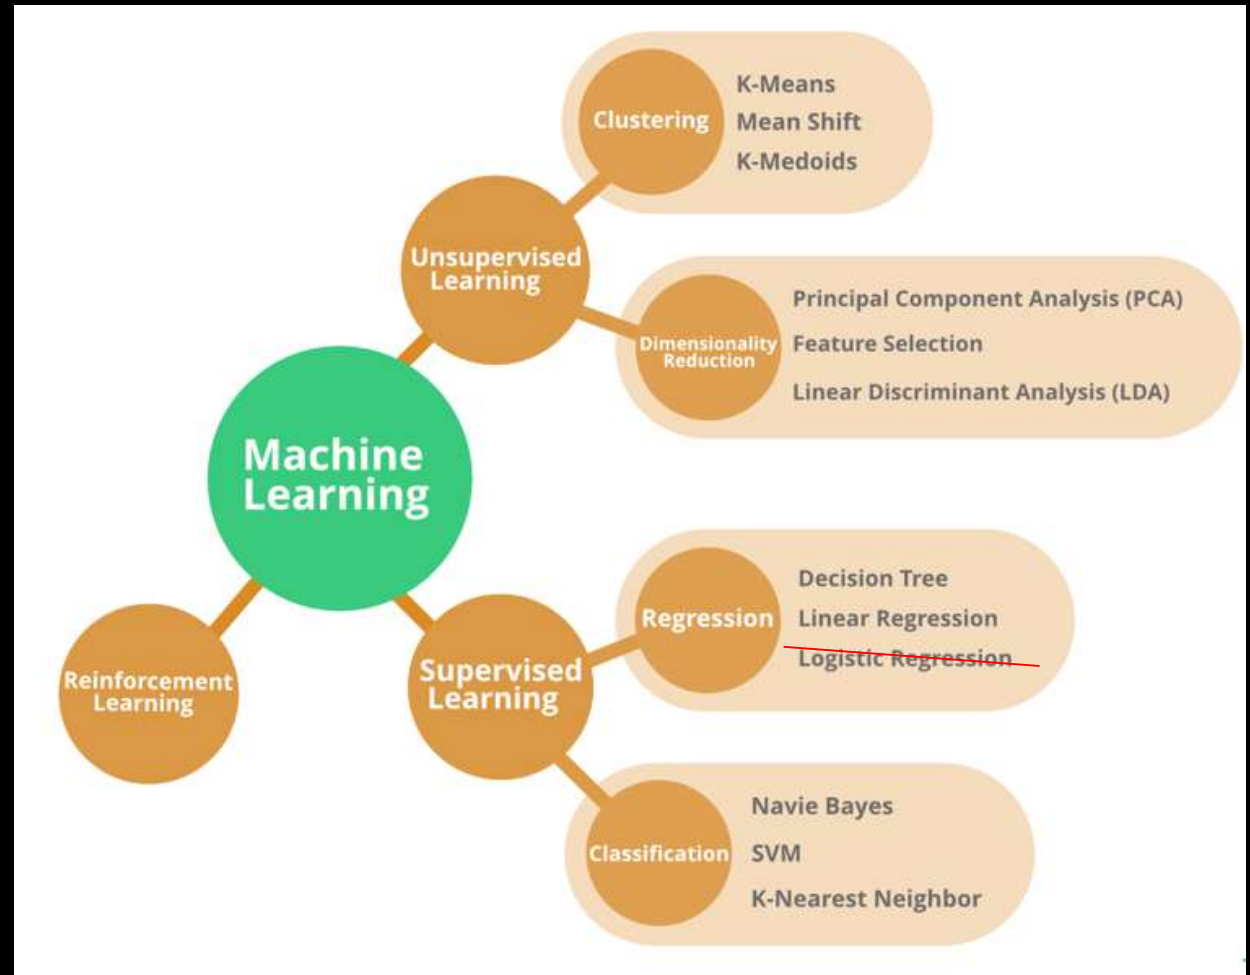 Clustering
K-Means
Mean Shift
K-Medoids
Unsupervised
Learning
Dimensionality
Reduction
Principal Component Analysis (PCA)
Feature Selection
Linear Discriminant Analysis (LDA)
Machine
Learning
Regression
Decision Tree
Linear Regression
Logistic Regression
Supervised
Learning
Reinforcement
Learning
Classification
Navie Bayes
SVM
K-Nearest Neighbor